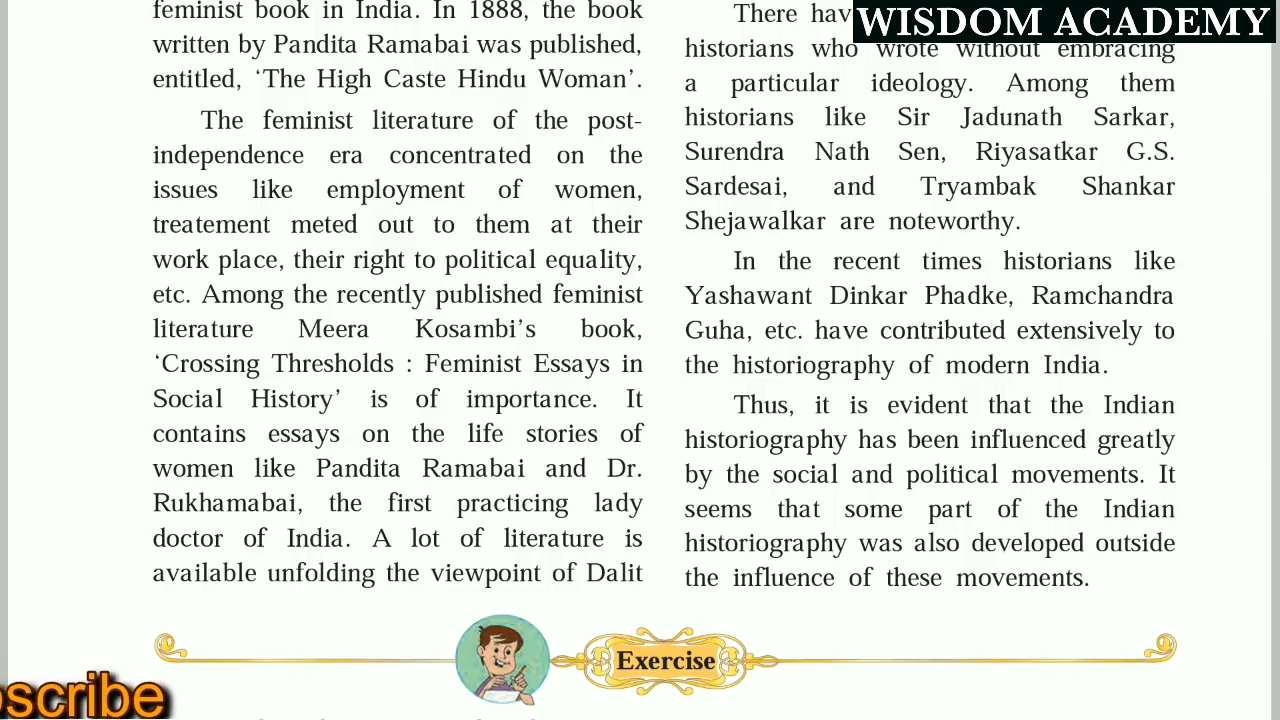 feminist book in India. In 1888, the book
written by Pandita Ramabai was published,
entitled, ‘The High Caste Hindu Woman’.
The feminist literature of the post-
independence era concentrated on the
issues like employment of women,
treatement meted out to them at their
work place, their right to political equality,
etc. Among the recently published feminist
literature Meera Kosambi’s book,
‘Crossing Thresholds : Feminist Essays in
Social History’ is of importance. It
contains essays on the life stories of
women like Pandita Ramabai and Dr.
Rukhamabai, the first practicing lady
doctor of India. A lot of literature is
available unfolding the viewpoint of Dalit
There hav
WISDOM ACADEMY
historians who wrote without embracing
a particular ideology. Among them
historians like Sir Jadunath Sarkar,
Surendra Nath Sen, Riyasatkar G.S.
Sardesai, and Tryambak Shankar
Shejawalkar are noteworthy.
In the recent times historians like
Yashawant Dinkar Phadke, Ramchandra
Guha, etc. have contributed extensively to
the historiography of modern India.
Thus, it is evident that the Indian
historiography has been influenced greatly
by the social and political movements. It
seems that some part of the Indian
historiography was also developed outside
the influence of these movements.
Exercise
scribe